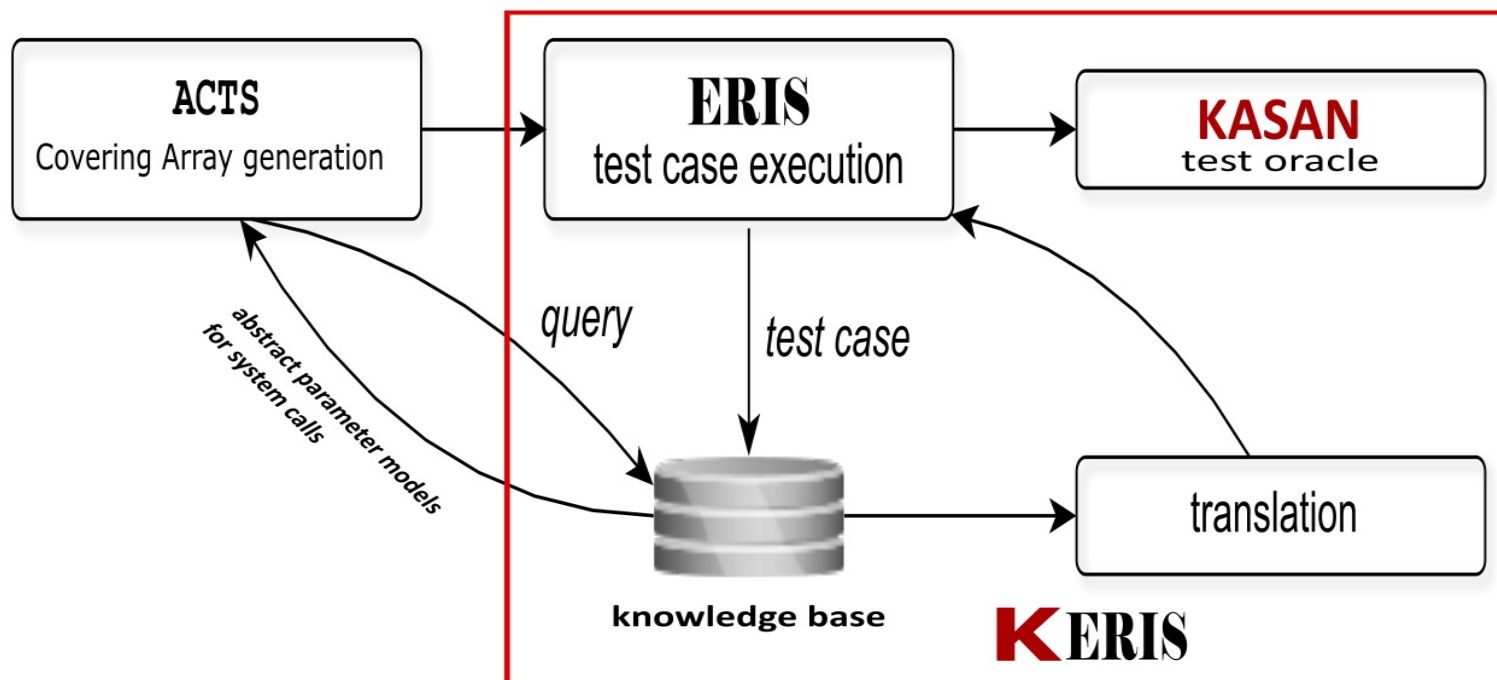 ACTS
Covering Array generation
ERIS
test case execution
KASAN
test oracle
query
test case
abstract parameter models
for system calls
translation
knowledge base
KERIS